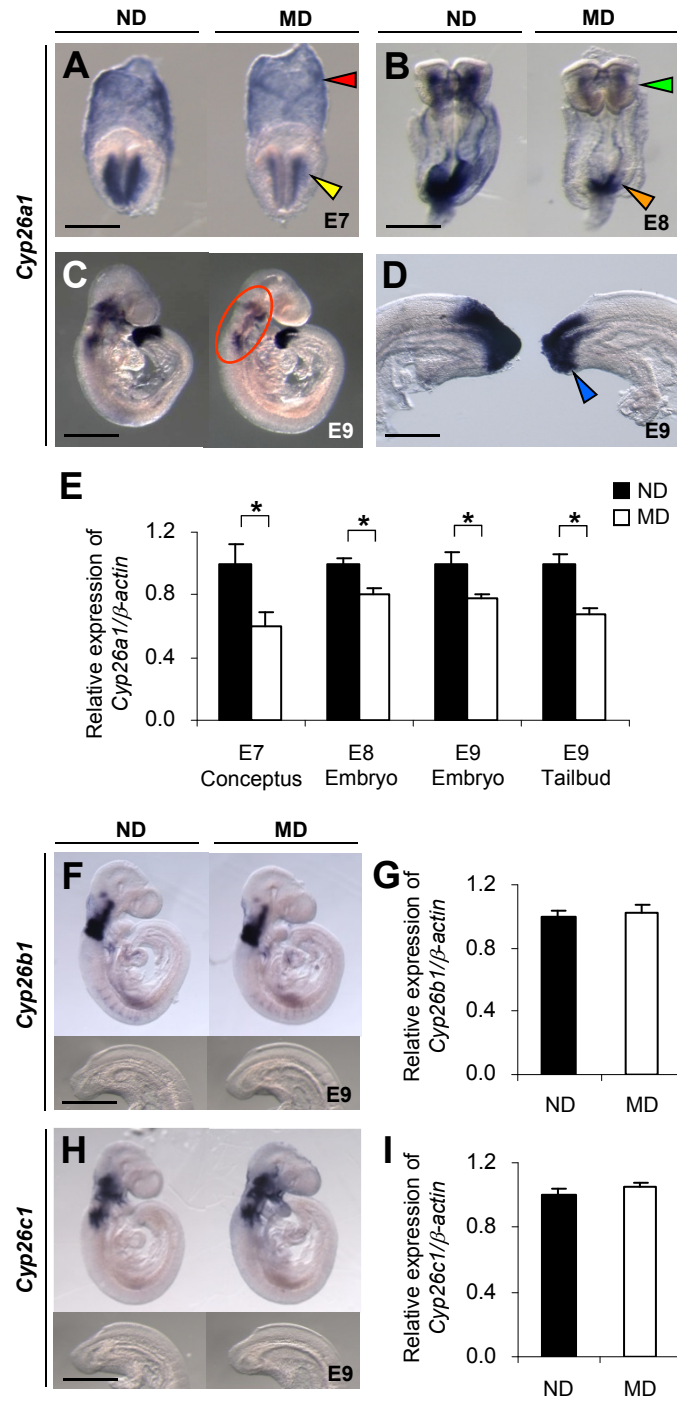 ND MD ND MD
Cyp26a1
A
E7
B
E8
C
E9
D
E9
E
ND
MD
Relative expression of
Cyp26a1/β-actin
1.2
0.8
0.4
0.0
* * * *
E7 E8 E9 E9
Conceptus Embryo Embryo Tailbud
ND MD
Cyp26b1
F
E9
G
Relative expression of
Cyp26b1/β-actin
1.2
0.8
0.4
0.0
ND MD
Cyp26c1
H
E9
I
Relative expression of
Cyp26c1/β-actin
1.2
0.8
0.4
0.0
ND MD